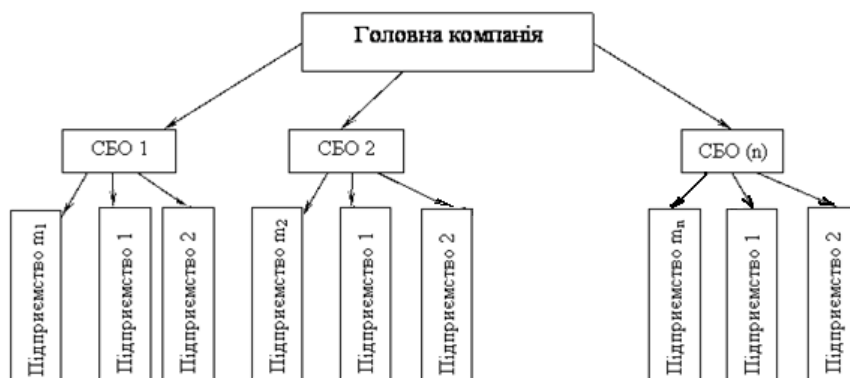 Головна компанія
СБО 1
СБО 2
СБО (n)
Підприємство m1
Підприємство 1
Підприємство 2
Підприємство m2
Підприємство 1
Підприємство 2
Підприємство mn
Підприємство 1
Підприємство 2